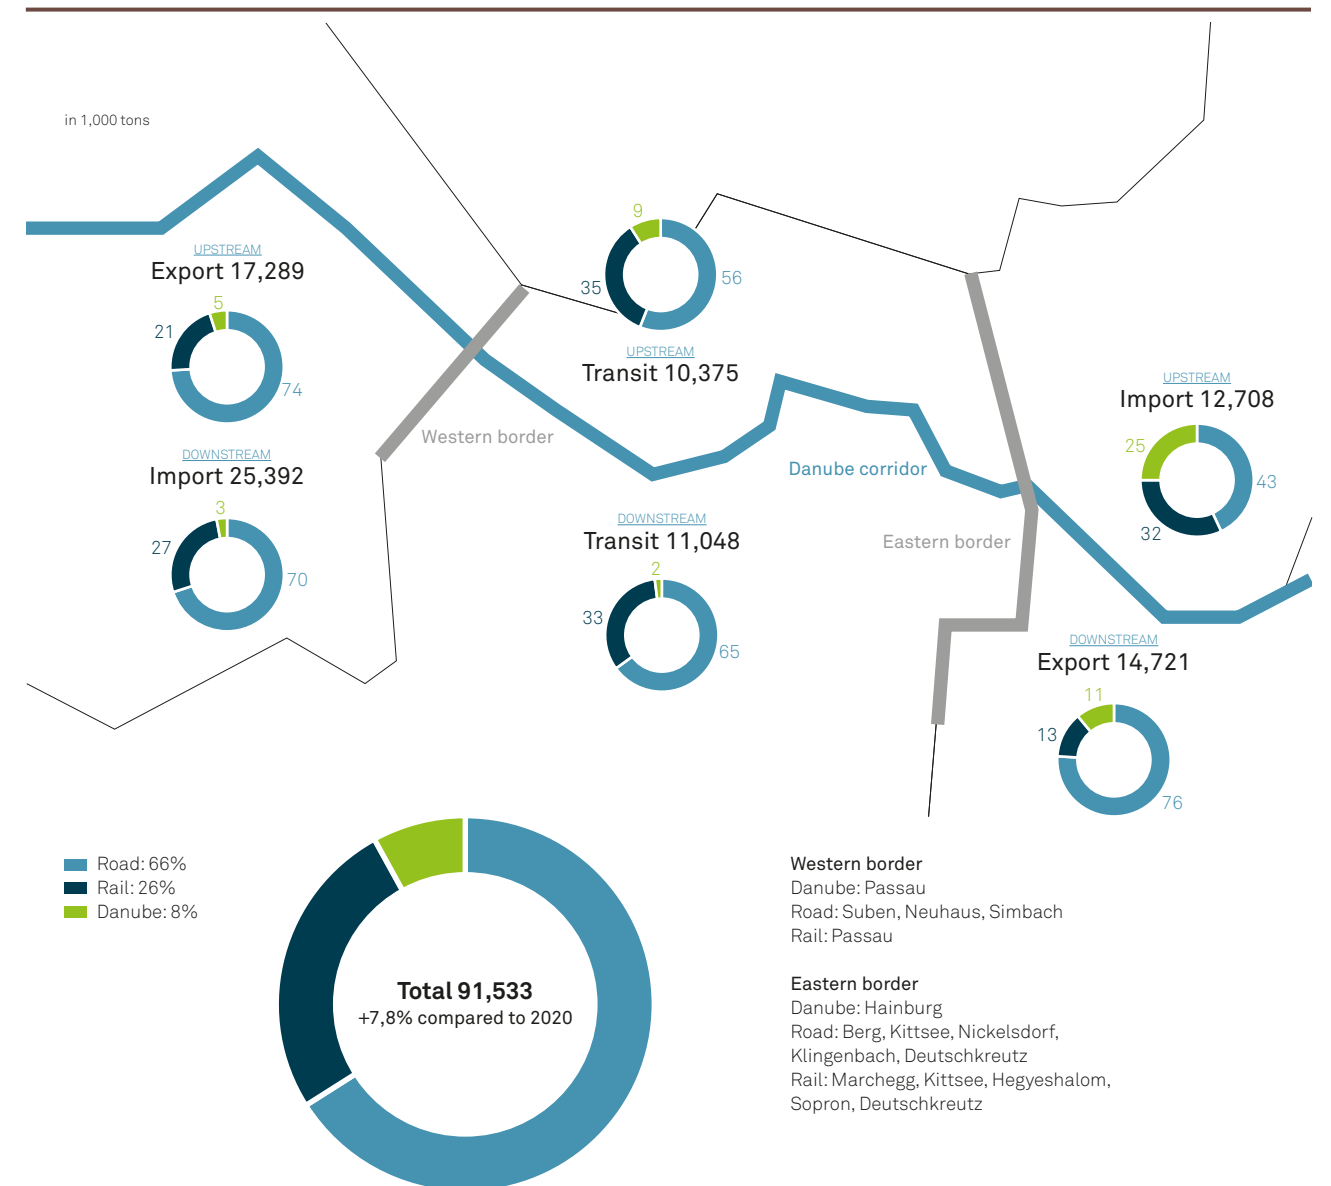 in 1,000 tons
UPSTREAM
Export 17,289
5
21
74
DOWNSTREAM
Import 25,392
3
27
70
Western border
9
35
56
UPSTREAM
Transit 10,375
Danube corridor
DOWNSTREAM
Transit 11,048
2
33
65
Eastern border
UPSTREAM
Import 12,708
25
43
32
DOWNSTREAM
Export 14,721
11
13
76
Road: 66%
Rail: 26%
Danube: 8%
Total 91,533
+7,8% compared to 2020
Western border
Danube: Passau
Road: Suben, Neuhaus, Simbach
Rail: Passau
Eastern border
Danube: Hainburg
Road: Berg, Kittsee, Nickelsdorf,
Klingenbach, Deutschkreutz
Rail: Marchegg, Kittsee, Hegyeshalom,
Sopron, Deutschkreutz